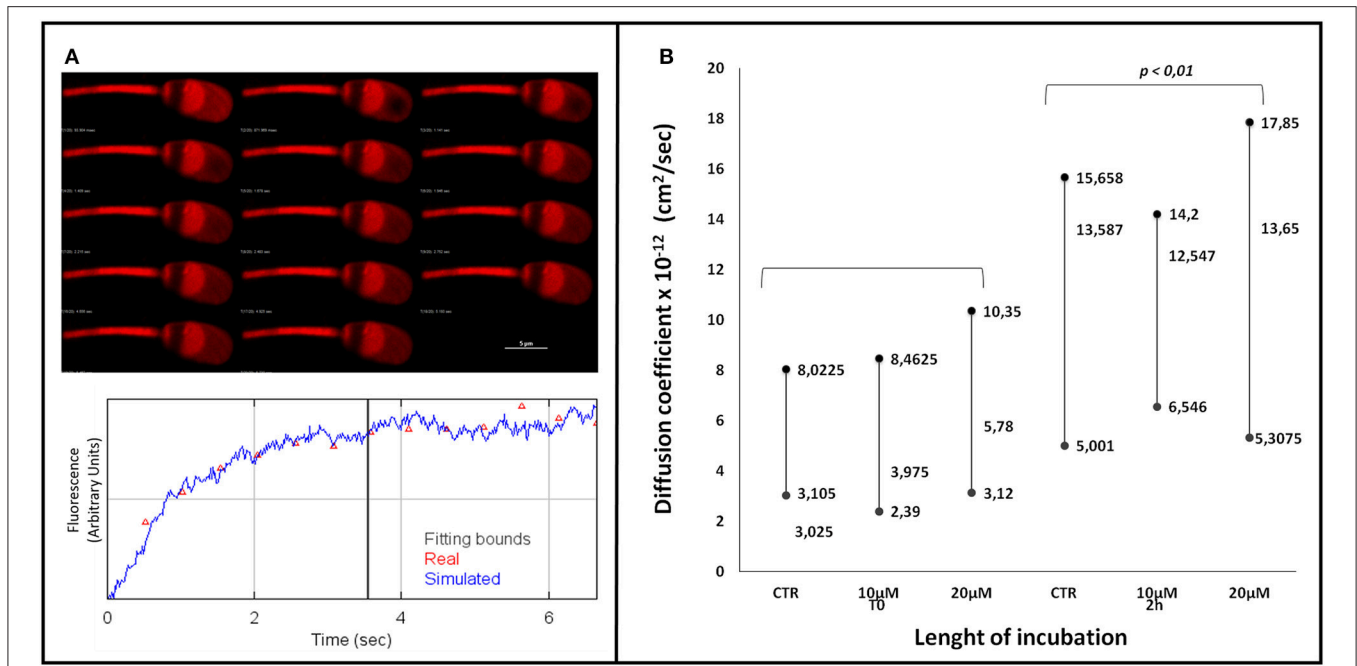 A
5 µm
Fluorescence
(Arbitrary Units)
Fitting bounds
Real
Simulated
0 2 4 6
Time (sec)
B
Diffusion coefficient x 10-12 (cm2/sec)
20
18
16
14
12
10
8
6
4
2
0
p < 0,01
8,0225
3,105
3,025
8,4625
3,975
2,39
10,35
5,78
3,12
15,658
13,587
5,001
14,2
12,547
6,546
17,85
13,65
5,3075
CTR 10µM 20µM CTR 10µM 20µM
T0 2h
Lenght of incubation